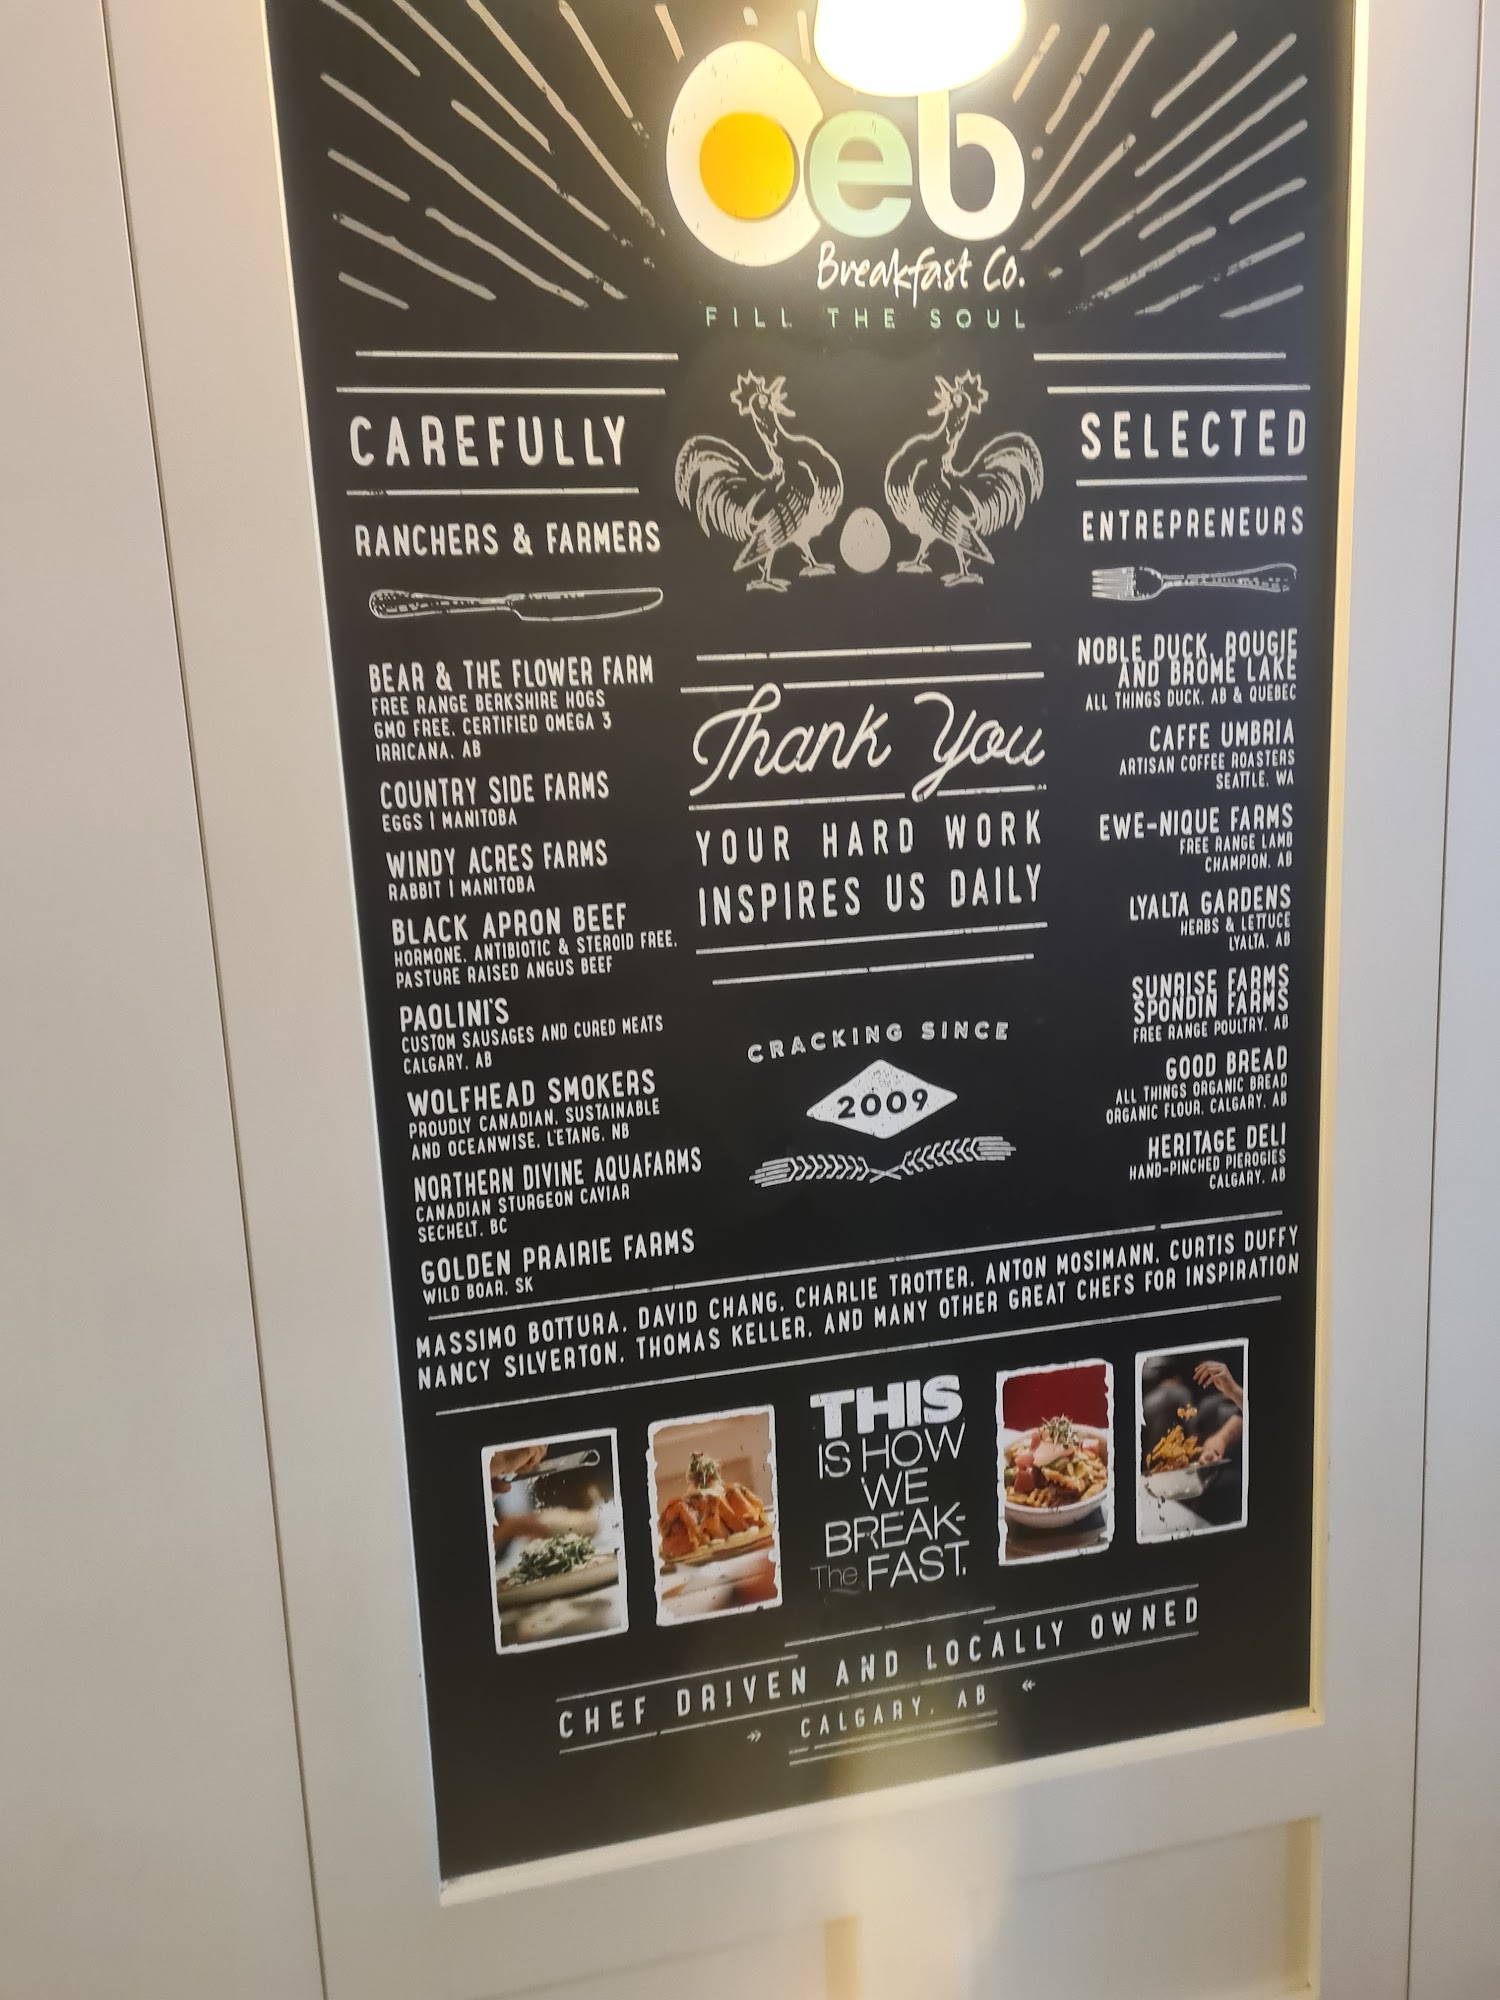 Oeb
Breakfast Co.
FILL THE SOUL
CAREFULLY
SELECTED
RANCHERS & FARMERS
BEAR & THE FLOWER FARM
FREE RANGE BERKSHIRE HOGS
GMO FREE, CERTIFIED OMEGA 3
IRRICANA, AB
COUNTRY SIDE FARMS
EGGS | MANITOBA
WINDY ACRES FARMS
RABBIT | MANITOBA
BLACK APRON BEEF
HORMONE, ANTIBIOTIC & STEROID FREE,
PASTURE RAISED ANGUS BEEF
PAOLINI'S
CUSTOM SAUSAGES AND CURED MEATS
CALGARY, AB
WOLFHEAD SMOKERS
PROUDLY CANADIAN, SUSTAINABLE
AND OCEANWISE, L'ETANG, NB
NORTHERN DIVINE AQUAFARMS
CANADIAN STURGEON CAVIAR
SECHELT, BC
GOLDEN PRAIRIE FARMS
WILD BOAR, SK
Thank You
YOUR HARD WORK
INSPIRES US DAILY
CRACKING SINCE
2009
ENTREPRENEURS
NOBLE DUCK, ROUGIE
AND BROME LAKE
ALL THINGS DUCK, AB & QUEBEC
CAFFE UMBRIA
ARTISAN COFFEE ROASTERS
SEATTLE, WA
EWE-NIQUE FARMS
FREE RANGE LAMB
CHAMPION, AB
LYALTA GARDENS
HERBS & LETTUCE
LYALTA, AB
SUNRISE FARMS
SPONDIN FARMS
FREE RANGE POULTRY, AB
GOOD BREAD
ALL THINGS ORGANIC BREAD
ORGANIC FLOUR, CALGARY, AB
HERITAGE DELI
HAND-PINCHED PIEROGIES
CALGARY, AB
MASSIMO BOTTURA, DAVID CHANG, CHARLIE TROTTER, ANTON MOSIMANN, CURTIS DUFFY
NANCY SILVERTON, THOMAS KELLER, AND MANY OTHER GREAT CHEFS FOR INSPIRATION
THIS
IS HOW
WE
BREAK-
The FAST.
CHEF DRIVEN AND LOCALLY OWNED
» CALGARY, AB «